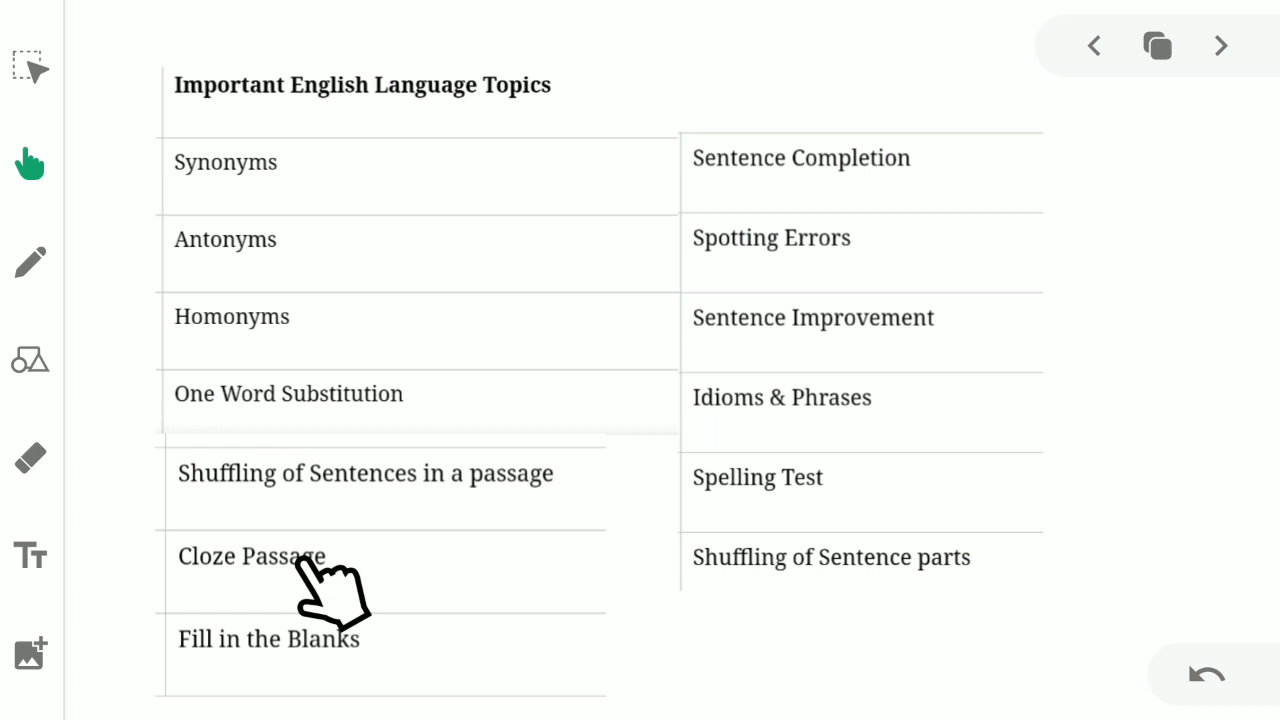 Important English Language Topics
Synonyms
Antonyms
Homonyms
One Word Substitution
Shuffling of Sentences in a passage
Cloze Passage
Fill in the Blanks
Sentence Completion
Spotting Errors
Sentence Improvement
Idioms & Phrases
Spelling Test
Shuffling of Sentence parts
TT